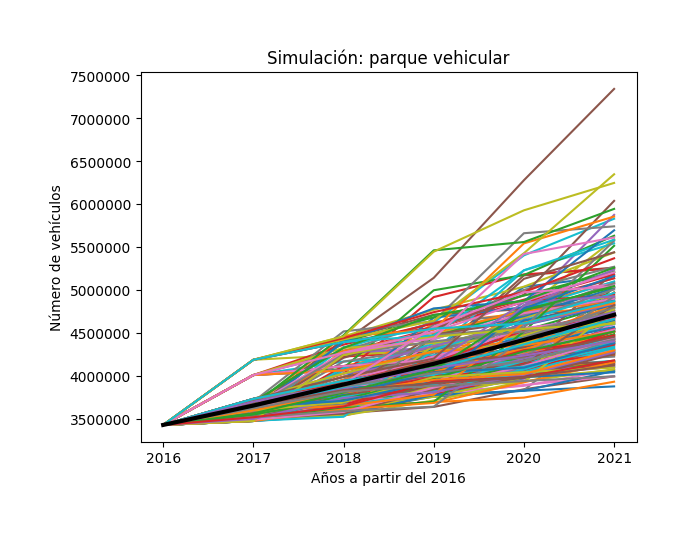 Simulación: parque vehicular
7500000
7000000
6500000
6000000
5500000
5000000
4500000
4000000
3500000
Número de vehículos
2016 2017 2018 2019 2020 2021
Años a partir del 2016